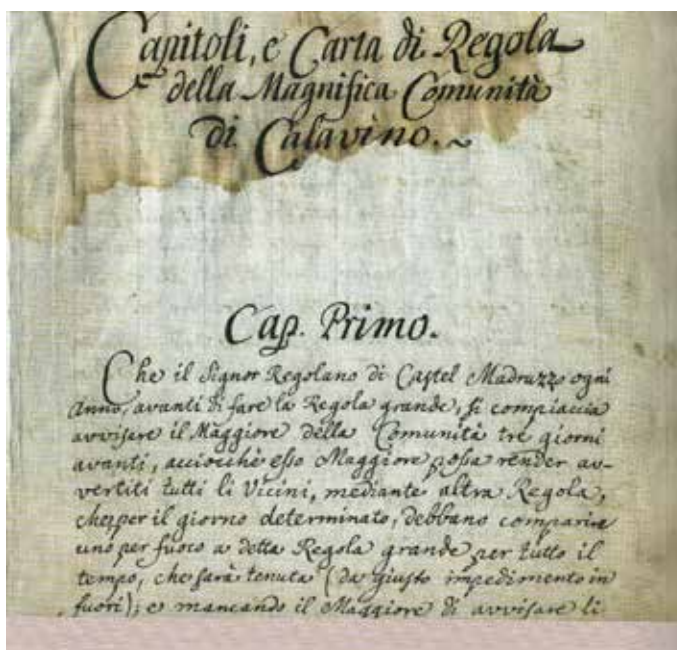 Capitoli, e Carta di Regola
della Magnifica Comunità
di Calavino.~
Cap. Primo.
Che il Signor Regolano di Castel Madruzzo ogni
Anno, avanti di fare la Regola grande, si compiaccia
avvisare il Maggiore della Comunità tre giorni
avanti, acciocchè esso Maggiore possa render av-
vertiti tutti li Vicini, mediante altra Regola,
che per il giorno determinato, debbano comparire
uno per fuoco a detta Regola grande per tutto il
tempo, che sarà tenuta (da giusto impedimento in
fuori); e mancando il Maggiore di avvisare li